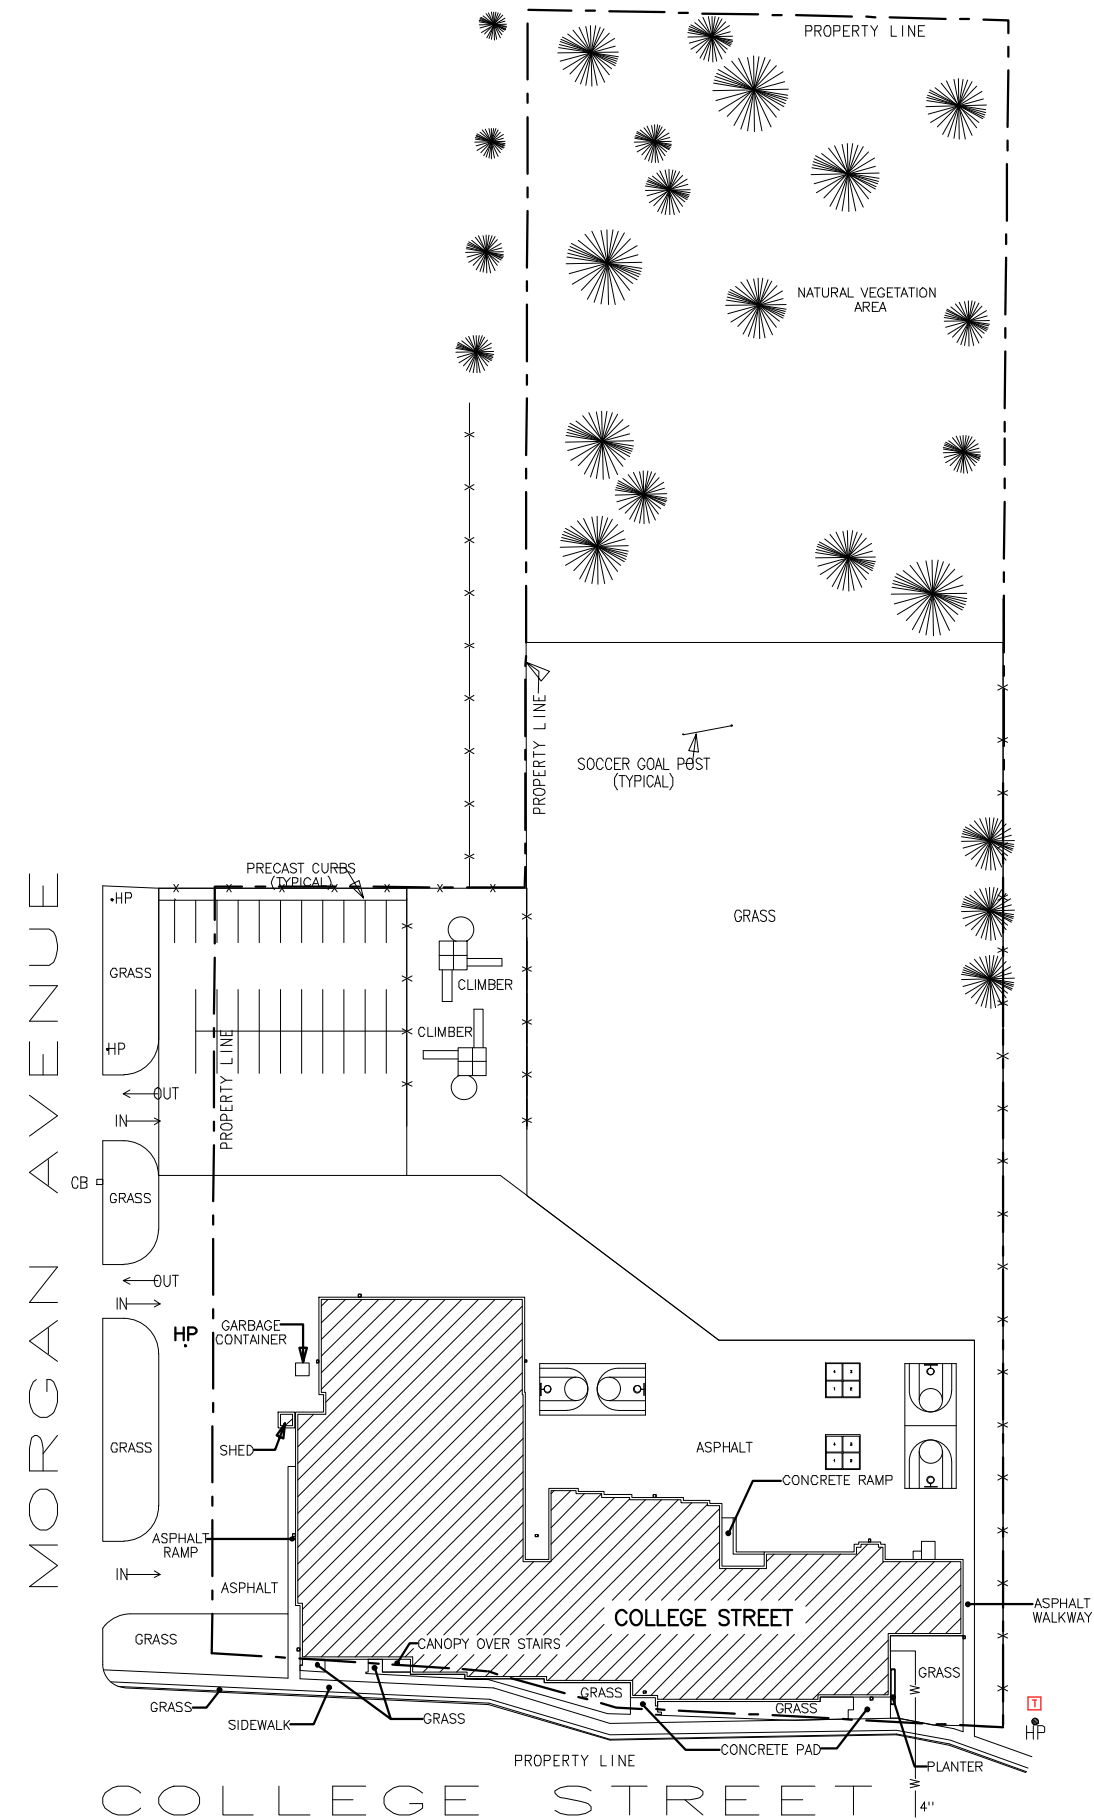 PROPERTY LINE
NATURAL VEGETATION
AREA
PROPERTY LINE
SOCCER GOAL POST
(TYPICAL)
PRECAST CURBS
(TYPICAL)
HP
GRASS
GRASS
CLIMBER
CLIMBER
HP
PROPERTY LINE
OUT
IN
MORGAN AVENUE
CB
GRASS
OUT
IN
HP
GARBAGE
CONTAINER
GRASS
SHED
ASPHALT
CONCRETE RAMP
ASPHALT
RAMP
IN
ASPHALT
COLLEGE STREET
ASPHALT
WALKWAY
GRASS
CANOPY OVER STAIRS
GRASS
GRASS
W
GRASS
GRASS
SIDEWALK
GRASS
T
HP
CONCRETE PAD
PROPERTY LINE
PLANTER
W
COLLEGE STREET
4"